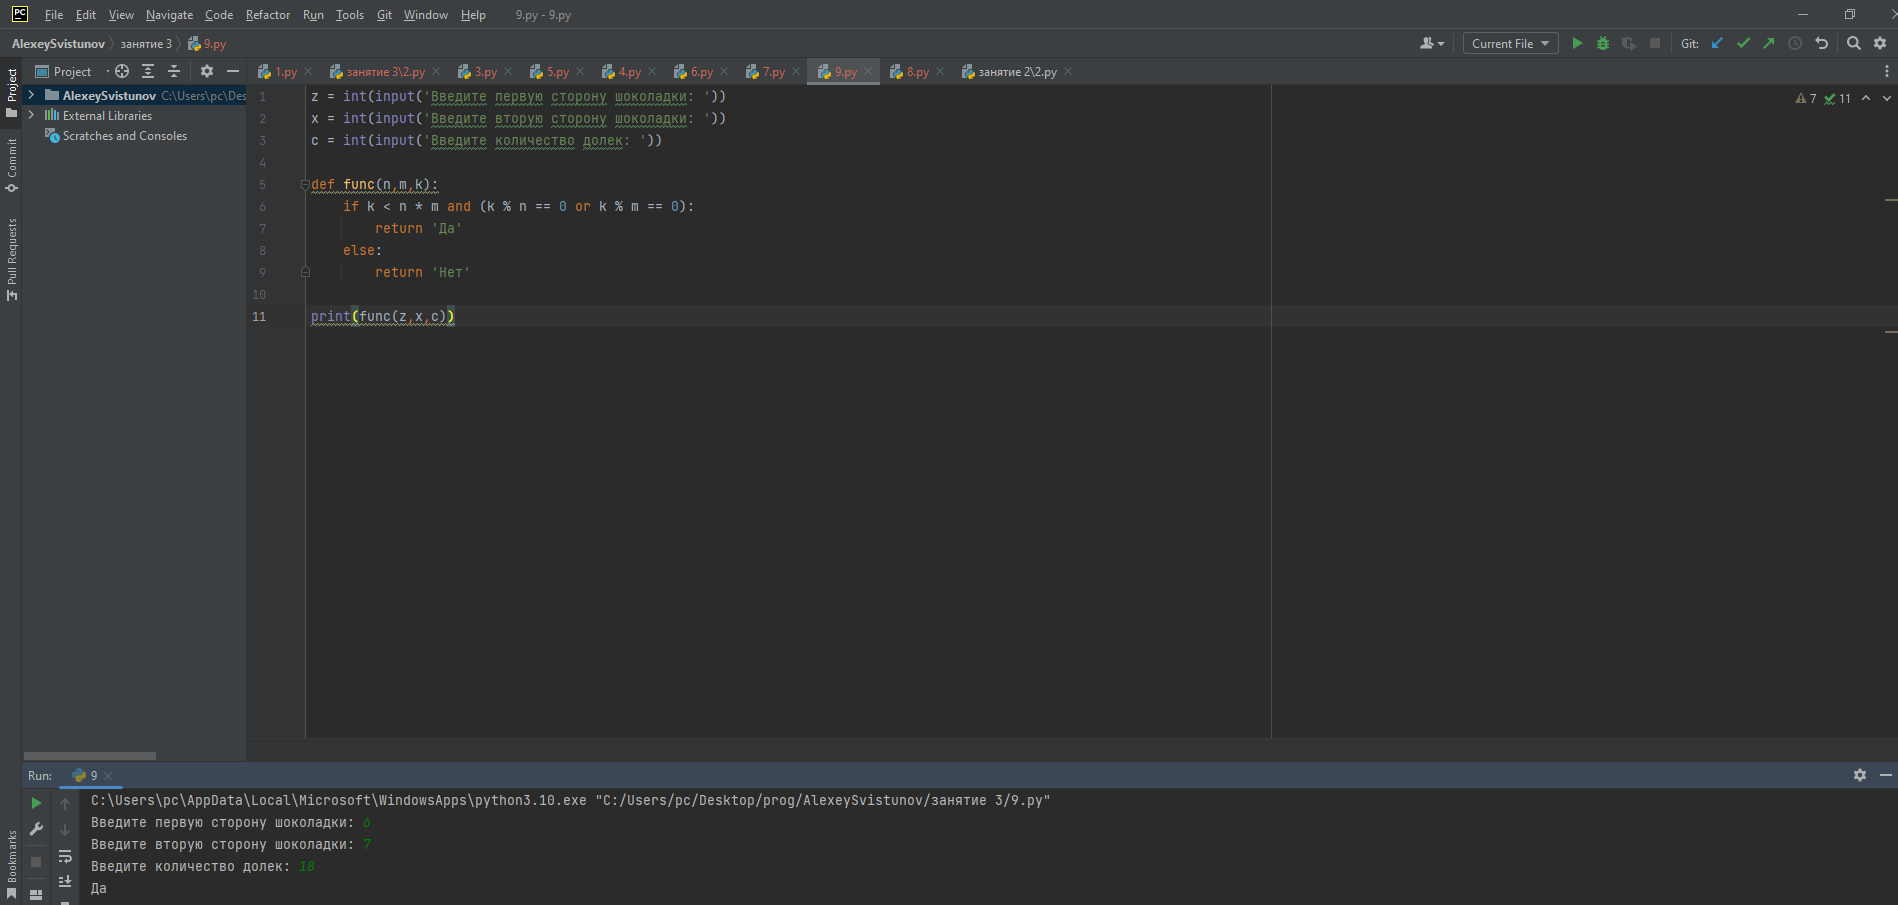 PC File Edit View Navigate Code Refactor Run Tools Git Window Help 9.py - 9.py
AlexeySvistunov занятие 3 9.py Current File Git:
Project 1.py занятие 3\2.py 3.py 5.py 4.py 6.py 7.py 9.py 8.py занятие 2\2.py
AlexeySvistunov C:\Users\pc\Des
External Libraries
Scratches and Consoles
Project
Commit
Pull Requests
Bookmarks
7 11
1 z = int(input('Введите первую сторону шоколадки: '))
2 x = int(input('Введите вторую сторону шоколадки: '))
3 c = int(input('Введите количество долек: '))
4
5 def func(n,m,k):
6 if k < n * m and (k % n == 0 or k % m == 0):
7 return 'Да'
8 else:
9 return 'Нет'
10
11 print(func(z,x,c))
Run: 9
C:\Users\pc\AppData\Local\Microsoft\WindowsApps\python3.10.exe "C:/Users/pc/Desktop/prog/AlexeySvistunov/занятие 3/9.py"
Введите первую сторону шоколадки: 6
Введите вторую сторону шоколадки: 7
Введите количество долек: 18
Да